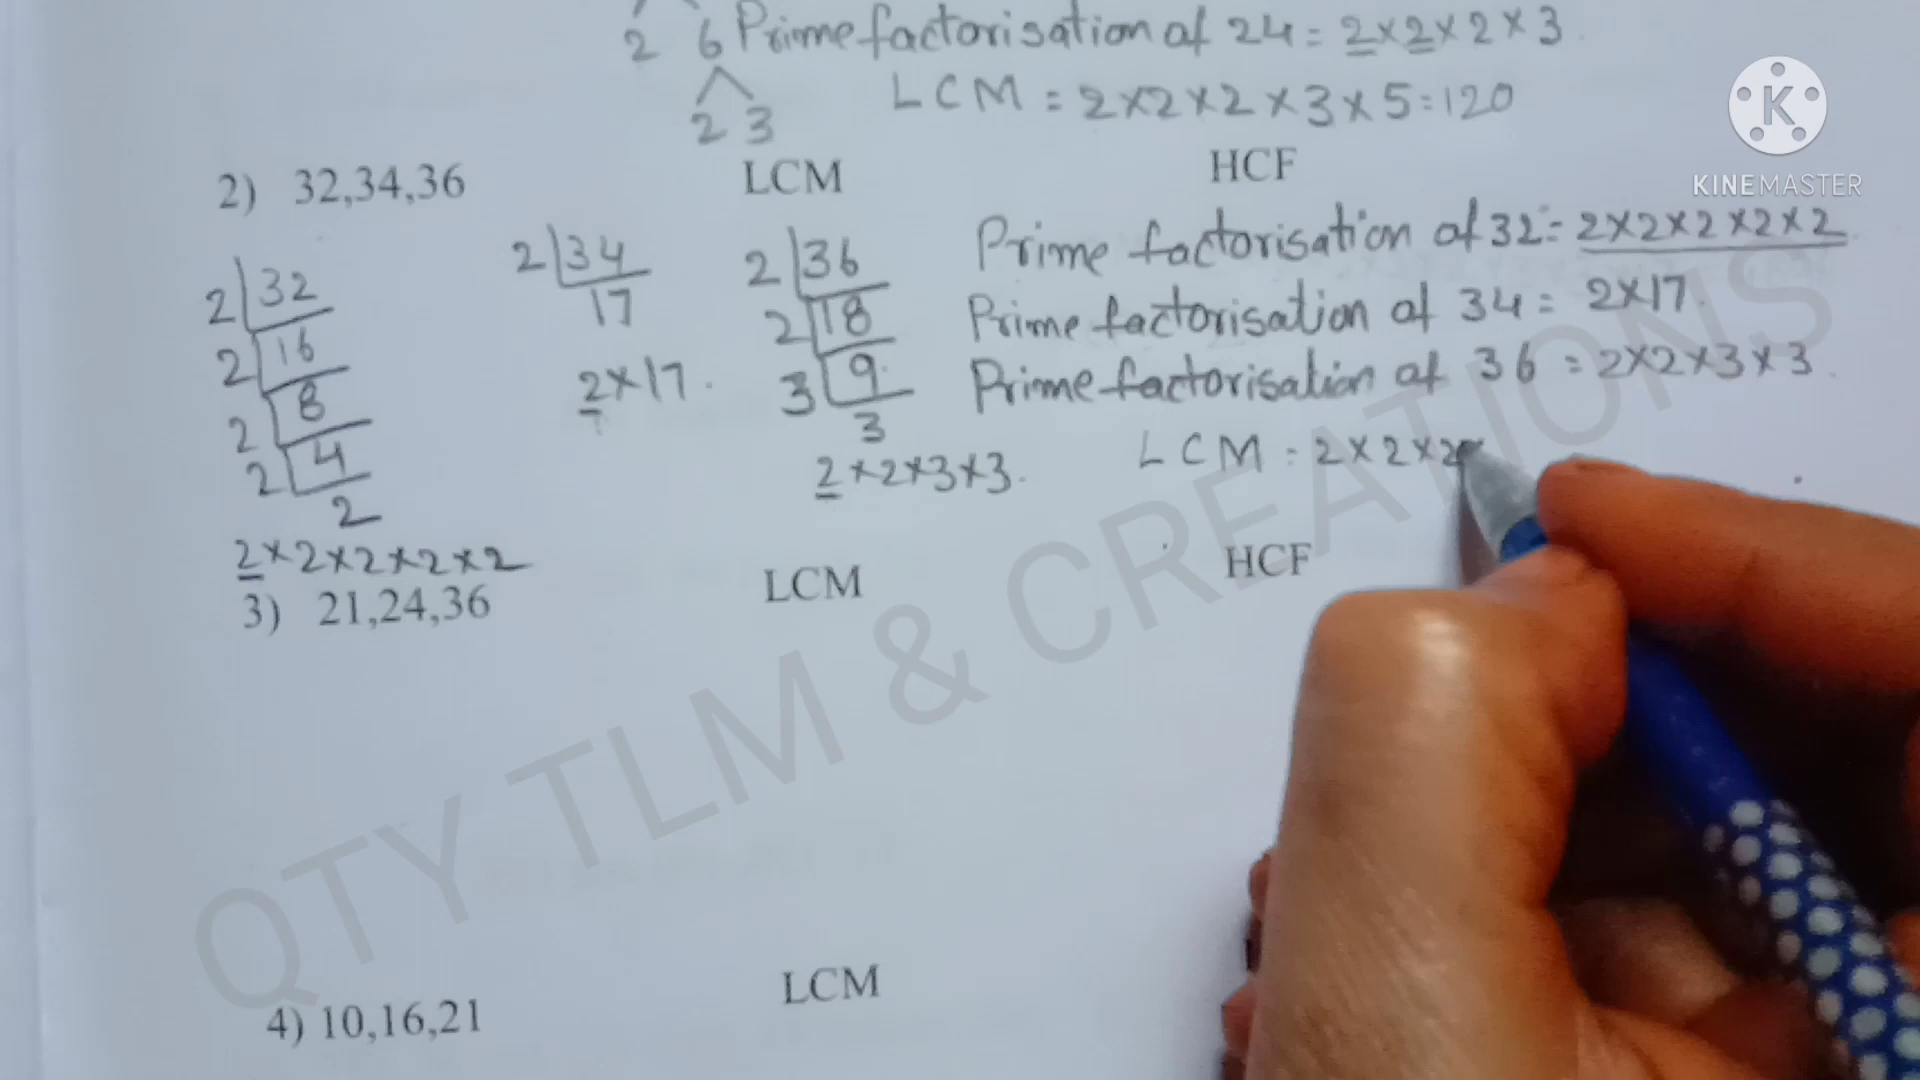 2 6 Prime factorisation of 24 = 2×2×2×3
2 3 LCM = 2×2×2×3×5=120
K
KINEMASTER
2) 32,34,36 LCM HCF
2 32
2 16
2 8
2 4
2
2×2×2×2×2
2 34
17
2×17.
2 36
2 18
3 9
3
2×2×3×3.
Prime factorisation of 32 = 2×2×2×2×2
Prime factorisation of 34 = 2×17.
Prime factorisation of 36 = 2×2×3×3.
LCM = 2×2×2
3) 21,24,36 LCM HCF
QTY TLM & CREATIONS
4) 10,16,21 LCM